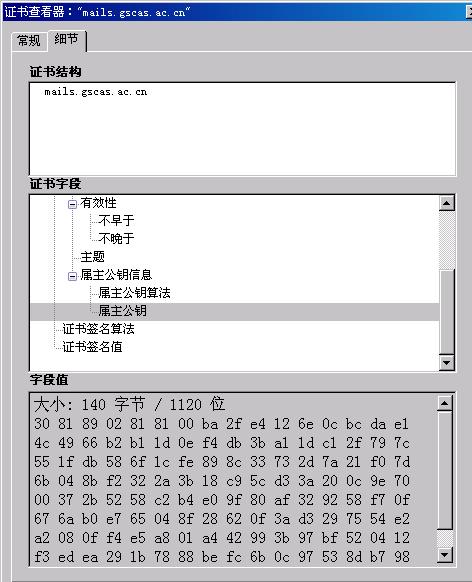 证书查看器："mails.gscas.ac.cn"
常规 细节
证书结构
mails.gscas.ac.cn
证书字段
有效性
不早于
不晚于
主题
属主公钥信息
属主公钥算法
属主公钥
证书签名算法
证书签名值
字段值
大小: 140 字节 / 1120 位
30 81 89 02 81 81 00 ba 2f e4 12 6e 0c bc da e1
4c 49 66 b2 b1 1d 0e f4 db 3b a1 1d c1 2f 79 7c
55 1f db 58 6f 1c fe 89 8c 33 73 2d 7a 21 f0 7d
6b 04 8b f2 32 2a 3b 18 c9 5c d3 3a 20 0c 9e 70
00 37 2b 52 58 c2 b4 e0 9f 80 af 32 92 58 f7 0f
67 6a b0 e7 65 04 8f 28 62 0f 3a d3 29 75 54 e2
a2 08 0f f4 e5 a8 01 a4 42 99 3b 97 bf 52 04 12
f3 ed ea 29 1b 78 88 be fc 6b 0c 97 53 8d b7 98